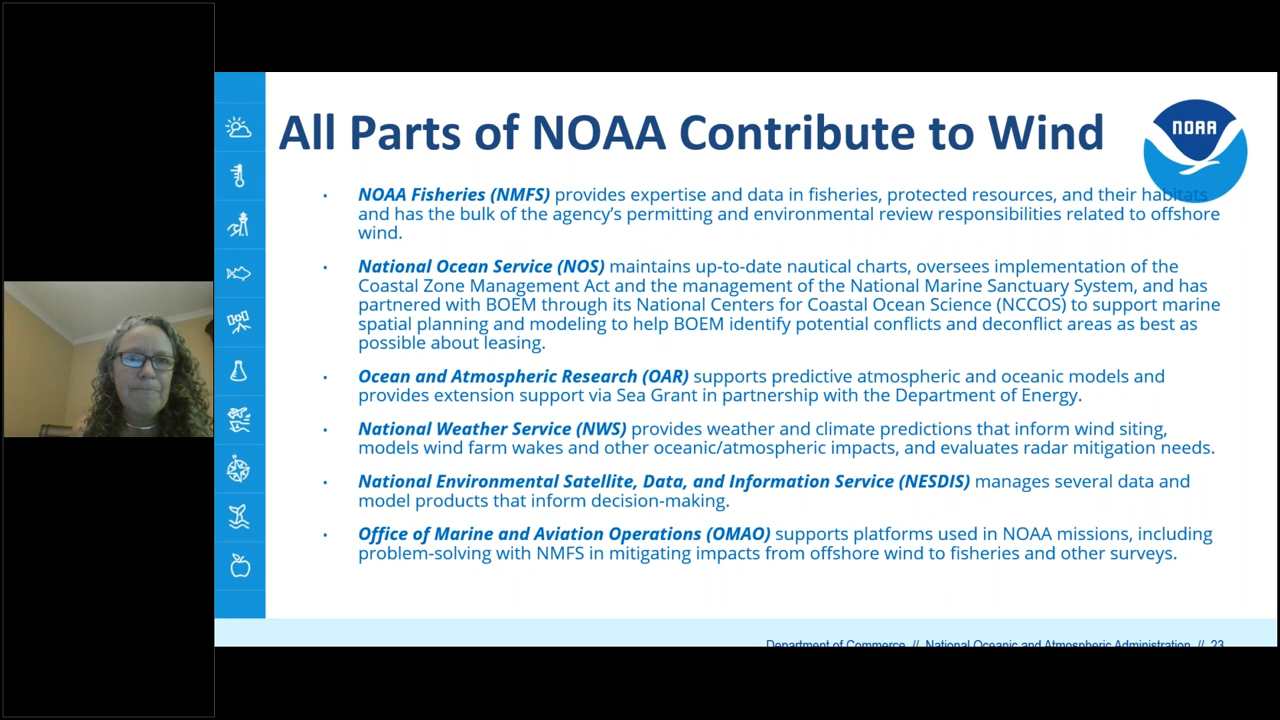 All Parts of NOAA Contribute to Wind
NOAA
• NOAA Fisheries (NMFS) provides expertise and data in fisheries, protected resources, and their habitats
and has the bulk of the agency’s permitting and environmental review responsibilities related to offshore
wind.
• National Ocean Service (NOS) maintains up-to-date nautical charts, oversees implementation of the
Coastal Zone Management Act and the management of the National Marine Sanctuary System, and has
partnered with BOEM through its National Centers for Coastal Ocean Science (NCCOS) to support marine
spatial planning and modeling to help BOEM identify potential conflicts and deconflict areas as best as
possible about leasing.
• Ocean and Atmospheric Research (OAR) supports predictive atmospheric and oceanic models and
provides extension support via Sea Grant in partnership with the Department of Energy.
• National Weather Service (NWS) provides weather and climate predictions that inform wind siting,
models wind farm wakes and other oceanic/atmospheric impacts, and evaluates radar mitigation needs.
• National Environmental Satellite, Data, and Information Service (NESDIS) manages several data and
model products that inform decision-making.
• Office of Marine and Aviation Operations (OMAO) supports platforms used in NOAA missions, including
problem-solving with NMFS in mitigating impacts from offshore wind to fisheries and other surveys.
Department of Commerce // National Oceanic and Atmospheric Administration // 23